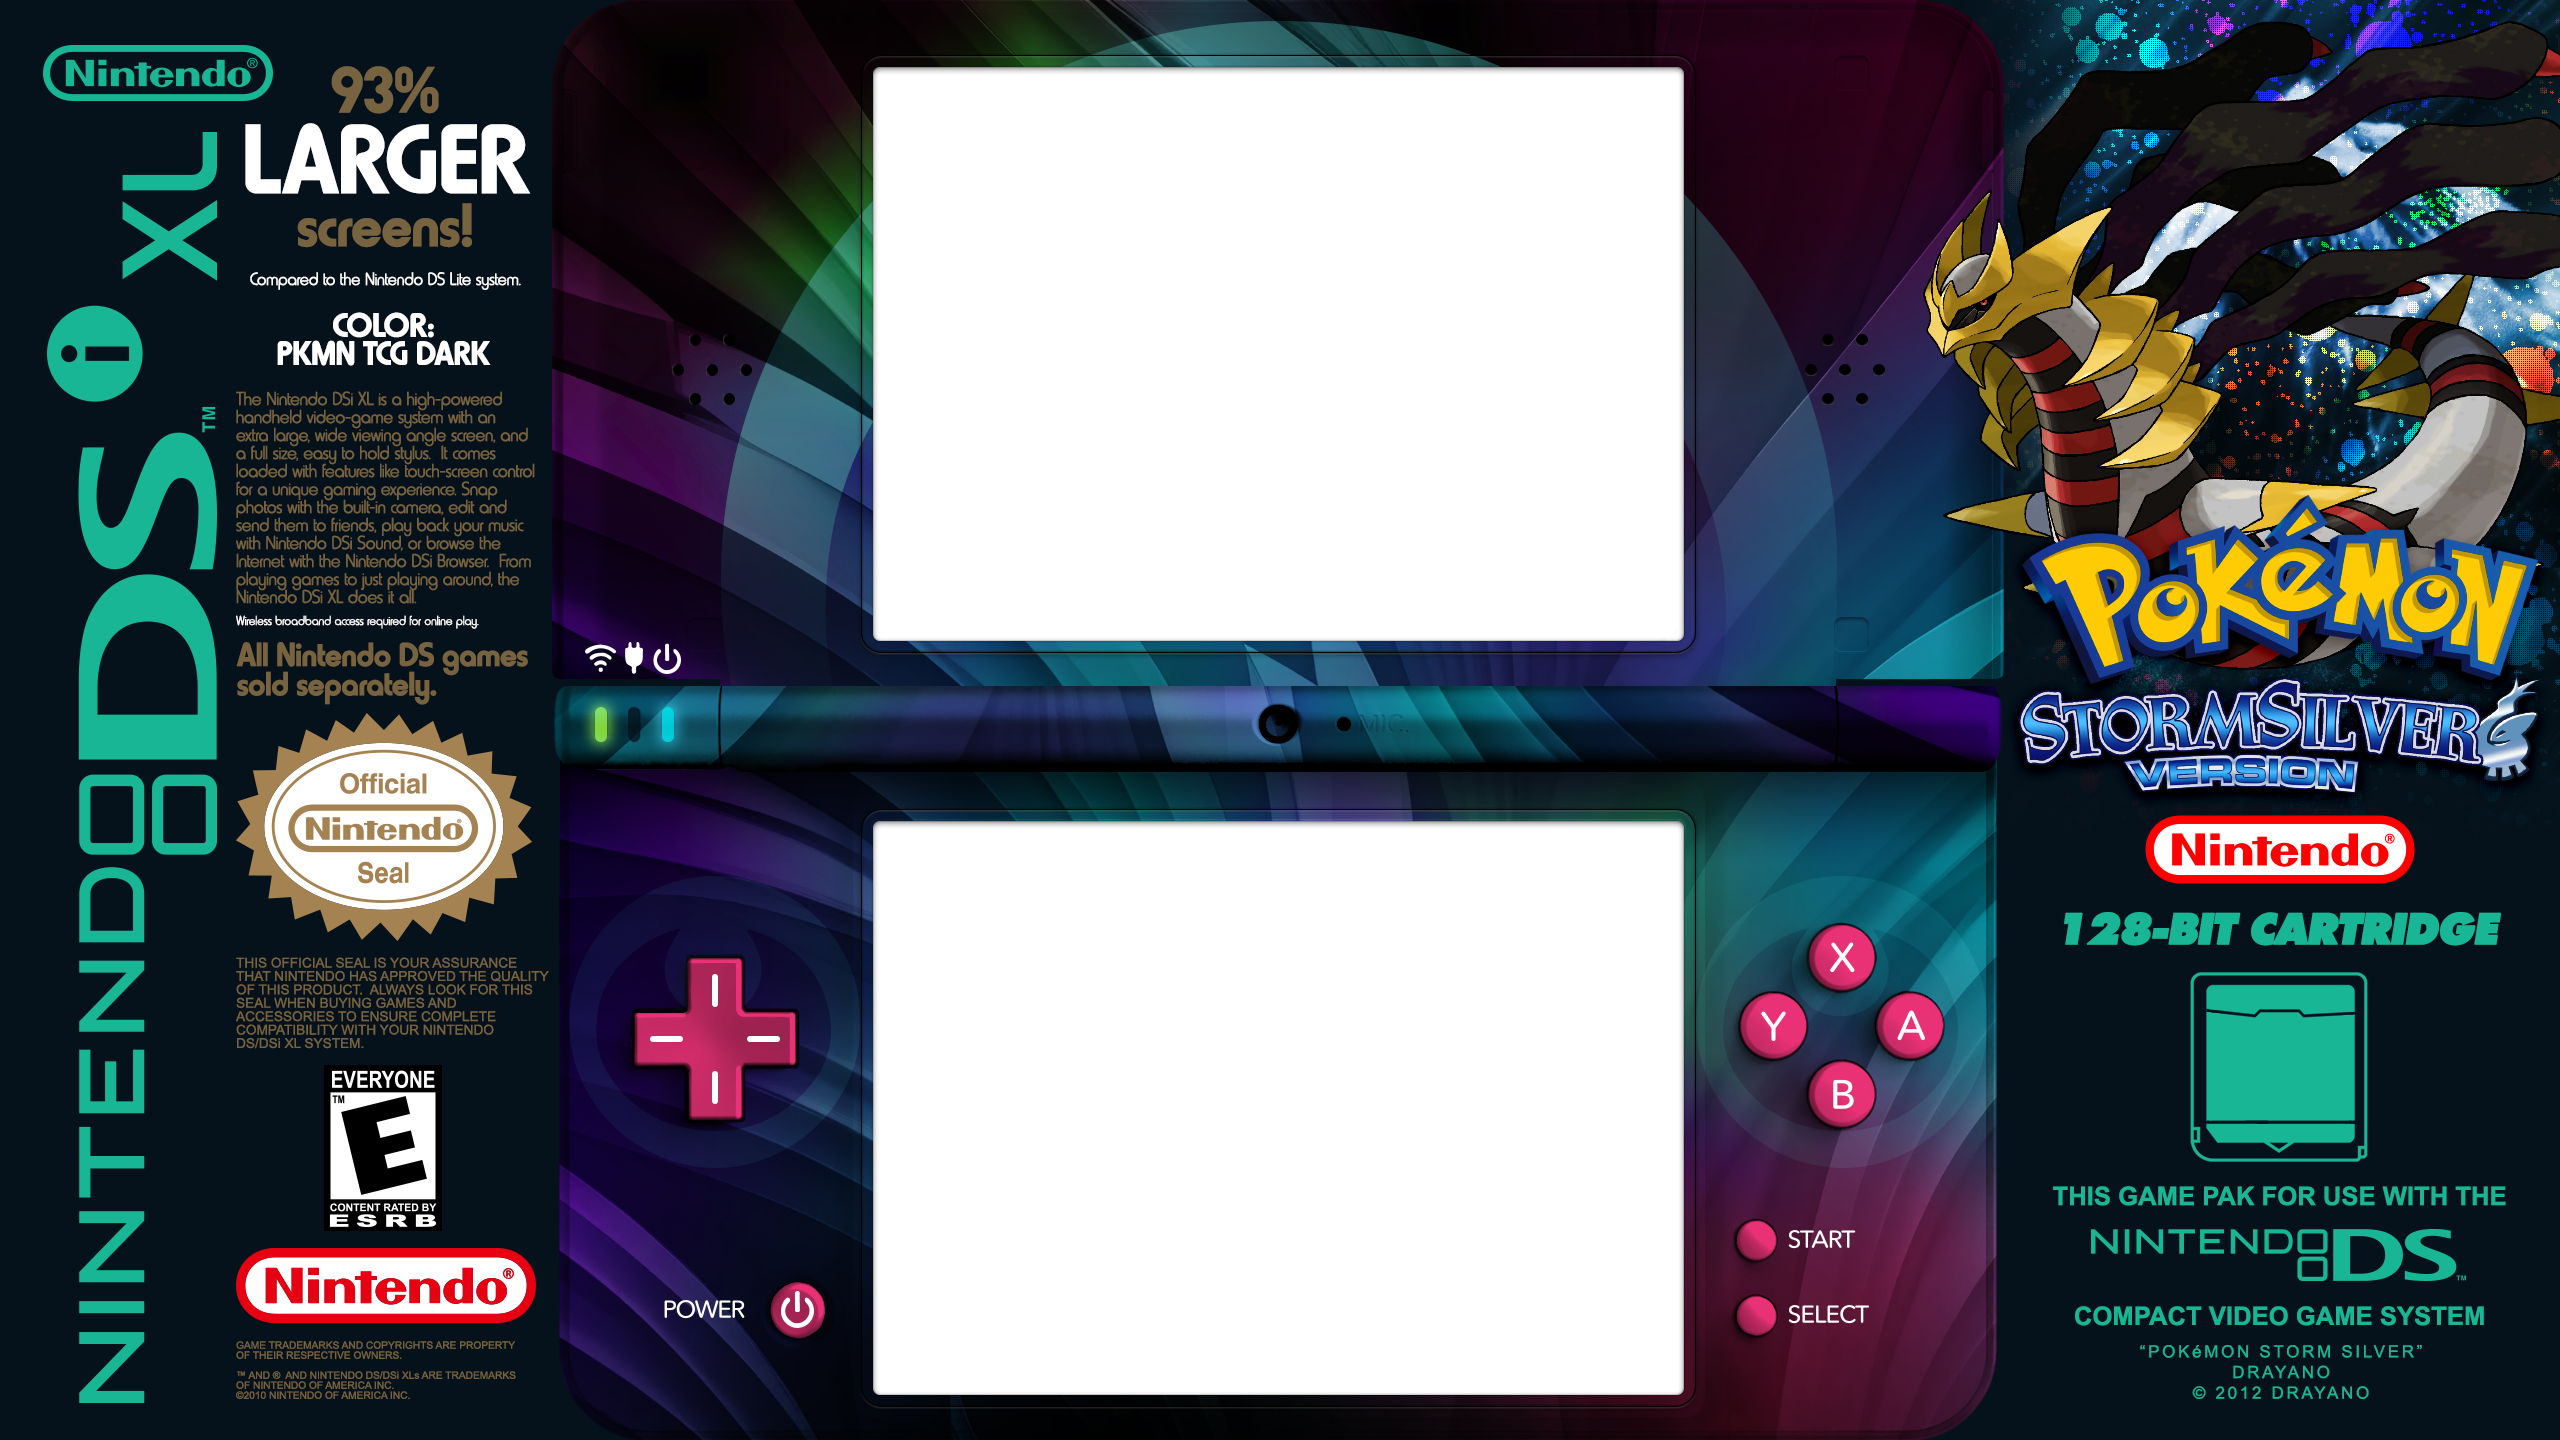 Nintendo®
NINTENDO DSi XL™
93%
LARGER
screens!
Compared to the Nintendo DS Lite system.
COLOR:
PKMN TCG DARK
The Nintendo DSi XL is a high-powered
handheld video-game system with an
extra large, wide viewing angle screen, and
a full size, easy to hold stylus.  It comes
loaded with features like touch-screen control
for a unique gaming experience. Snap
photos with the built-in camera, edit and
send them to friends, play back your music
with Nintendo DSi Sound, or browse the
Internet with the Nintendo DSi Browser.  From
playing games to just playing around, the
Nintendo DSi XL does it all.
Wireless broadband access required for online play.
All Nintendo DS games
sold separately.
Official
Nintendo®
Seal
THIS OFFICIAL SEAL IS YOUR ASSURANCE
THAT NINTENDO HAS APPROVED THE QUALITY
OF THIS PRODUCT.  ALWAYS LOOK FOR THIS
SEAL WHEN BUYING GAMES AND
ACCESSORIES TO ENSURE COMPLETE
COMPATIBILITY WITH YOUR NINTENDO
DS/DSi XL SYSTEM.
EVERYONE
™
E
CONTENT RATED BY
ESRB
Nintendo®
GAME TRADEMARKS AND COPYRIGHTS ARE PROPERTY
OF THEIR RESPECTIVE OWNERS.
™ AND ® AND NINTENDO DS/DSi XLs ARE TRADEMARKS
OF NINTENDO OF AMERICA INC.
©2010 NINTENDO OF AMERICA INC.
MIC.
X
Y
A
B
START
SELECT
POWER
POKéMON
STORMSILVER
VERSION
Nintendo®
128-BIT CARTRIDGE
THIS GAME PAK FOR USE WITH THE
NINTENDO DS™
COMPACT VIDEO GAME SYSTEM
“POKéMON STORM SILVER”
DRAYANO
© 2012 DRAYANO